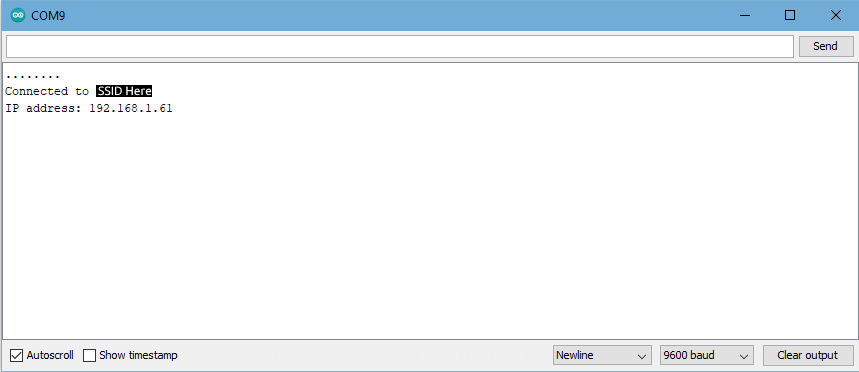 COM9
Send
........
Connected to SSID Here
IP address: 192.168.1.61
Autoscroll Show timestamp Newline 9600 baud Clear output